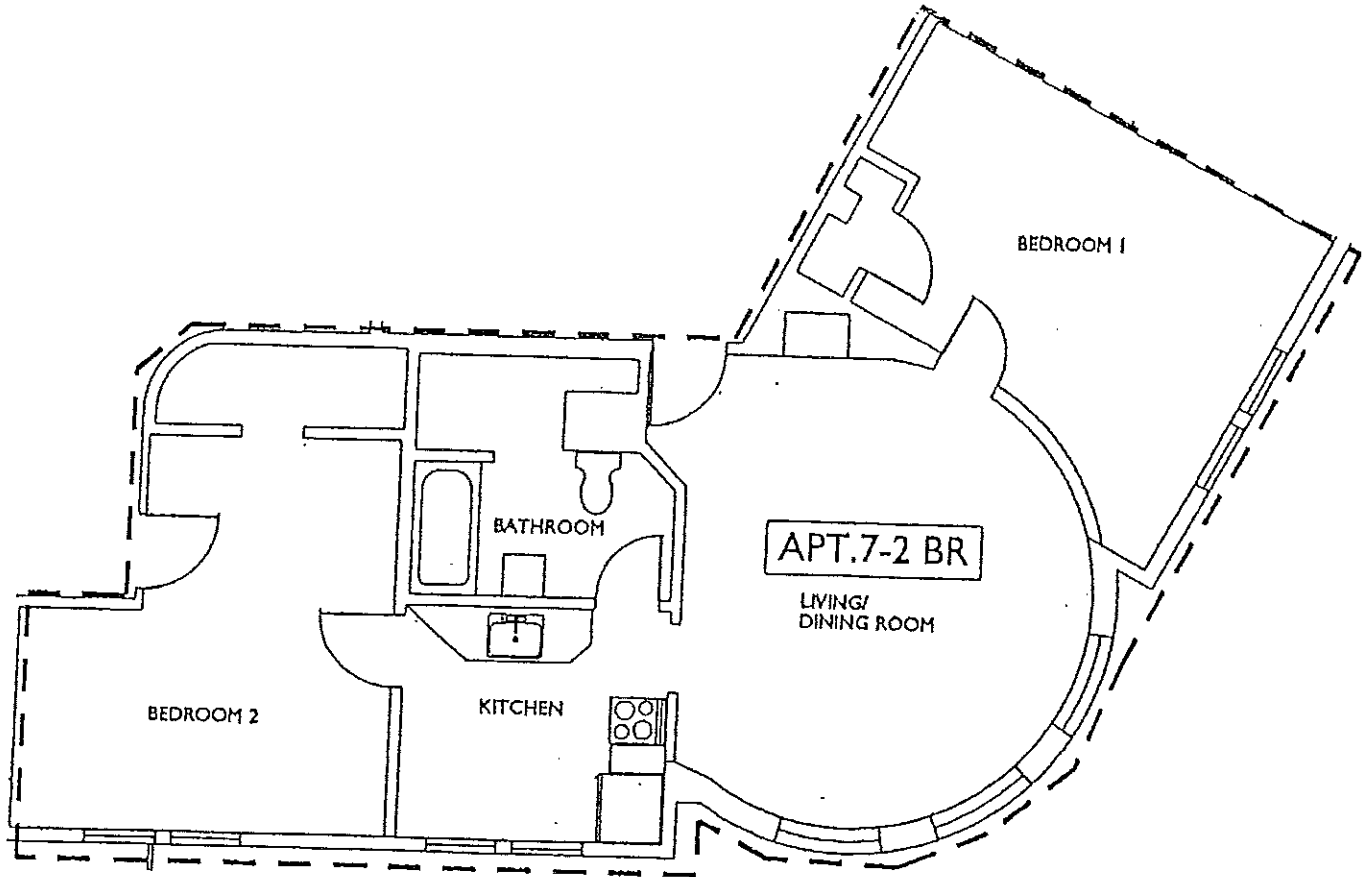 BEDROOM 1
BATHROOM
APT.7-2 BR
LIVING/
DINING ROOM
BEDROOM 2
KITCHEN